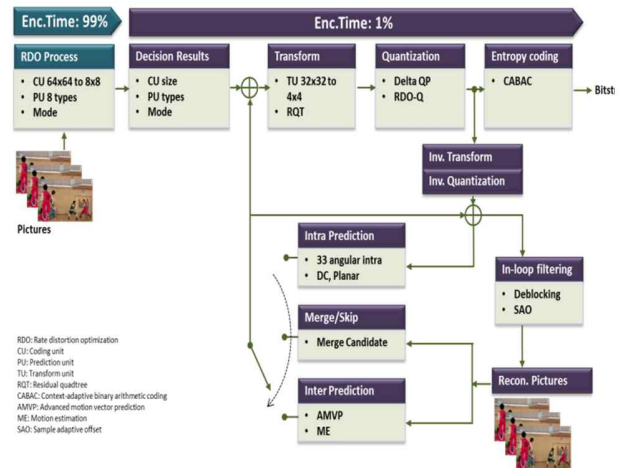 Enc.Time: 99%
Enc.Time: 1%
RDO Process
• CU 64x64 to 8x8
• PU 8 types
• Mode
Decision Results
• CU size
• PU types
• Mode
Transform
• TU 32x32 to
4x4
• RQT
Quantization
• Delta QP
• RDO-Q
Entropy coding
• CABAC
Bitst
Pictures
Inv. Transform
Inv. Quantization
Intra Prediction
• 33 angular intra
• DC, Planar
In-loop filtering
• Deblocking
• SAO
Merge/Skip
• Merge Candidate
Recon. Pictures
Inter Prediction
• AMVP
• ME
RDO: Rate distortion optimization
CU: Coding unit
PU: Prediction unit
TU: Transform unit
RQT: Residual quadtree
CABAC: Context-adaptive binary arithmetic coding
AMVP: Advanced motion vector prediction
ME: Motion estimation
SAO: Sample adaptive offset